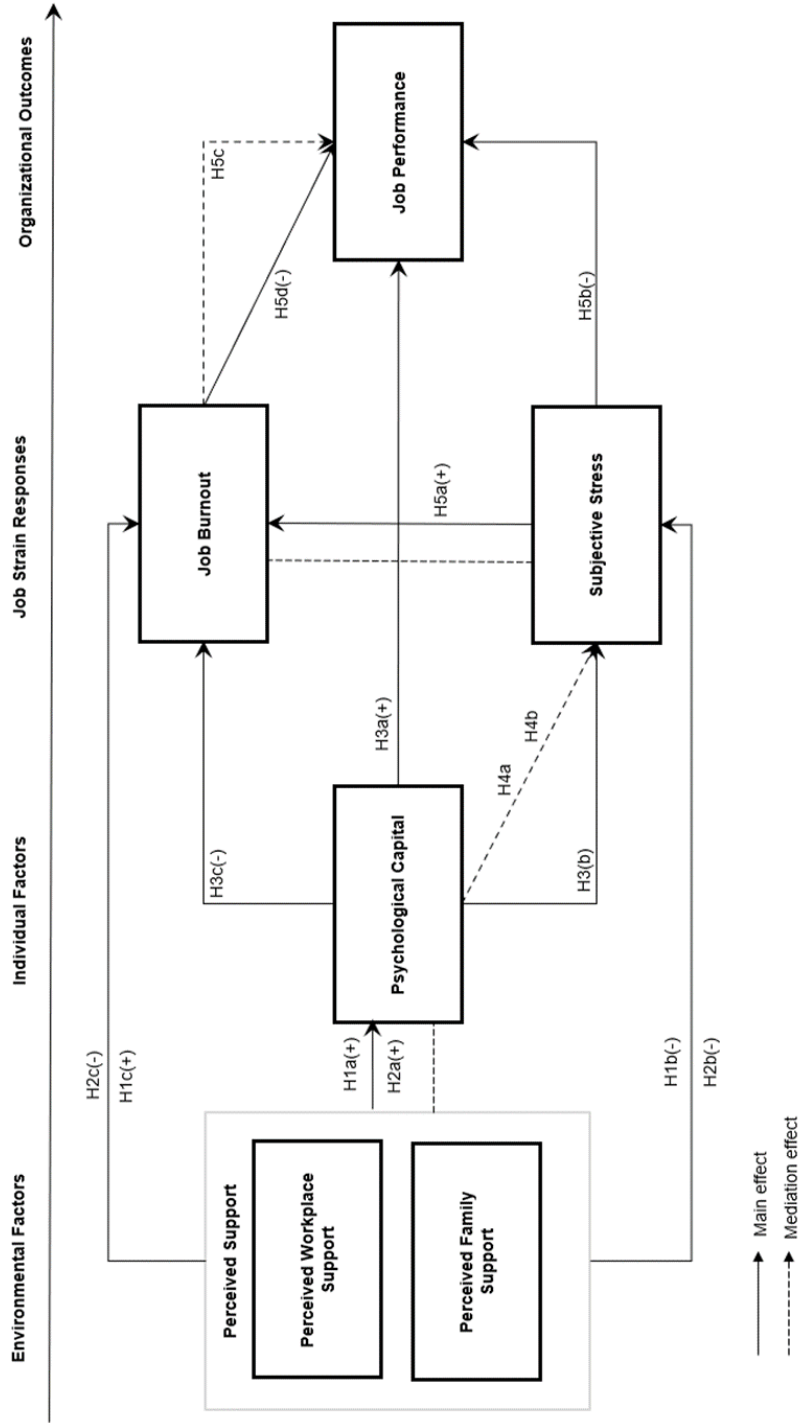 Environmental Factors
Individual Factors
Job Strain Responses
Organizational Outcomes
H2c(-)
H1c(+)
Perceived Support
Perceived Workplace
Support
Perceived Family
Support
H1a(+)
H2a(+)
H3c(-)
Psychological Capital
H3a(+)
H4a
H4b
H3(b)
Job Burnout
H5a(+)
Subjective Stress
H5c
H5d(-)
Job Performance
H5b(-)
H1b(-)
H2b(-)
Main effect
Mediation effect